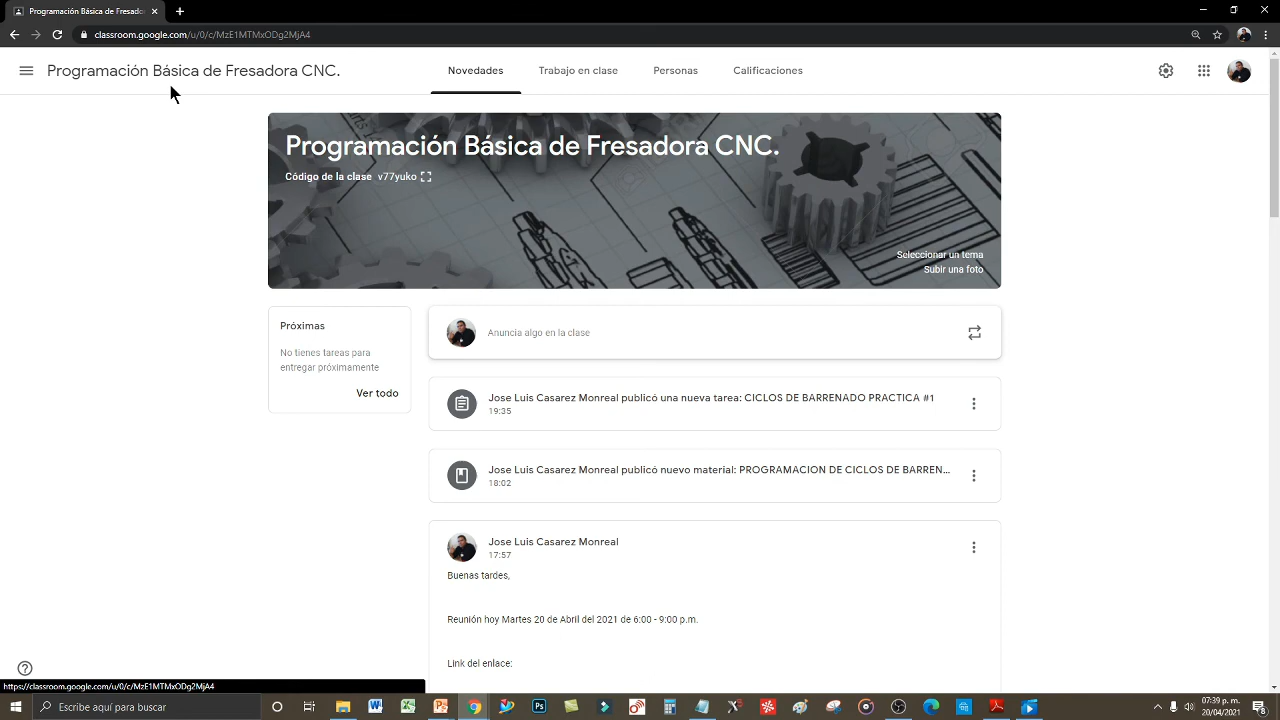 Programación Básica de Fresador
classroom.google.com/u/0/c/MzE1MTMxODg2MjA4
Programación Básica de Fresadora CNC.
Novedades
Trabajo en clase
Personas
Calificaciones
Programación Básica de Fresadora CNC.
Código de la clase v77yuko
Seleccionar un tema
Subir una foto
Próximas
No tienes tareas para
entregar próximamente
Ver todo
Anuncia algo en la clase
Jose Luis Casarez Monreal publicó una nueva tarea: CICLOS DE BARRENADO PRACTICA #1
19:35
Jose Luis Casarez Monreal publicó nuevo material: PROGRAMACION DE CICLOS DE BARREN...
18:02
Jose Luis Casarez Monreal
17:57
Buenas tardes,
Reunión hoy Martes 20 de Abril del 2021 de 6:00 - 9:00 p.m.
Link del enlace:
https://classroom.google.com/u/0/c/MzE1MTMxODg2MjA4
Escribe aquí para buscar
07:39 p. m.
20/04/2021